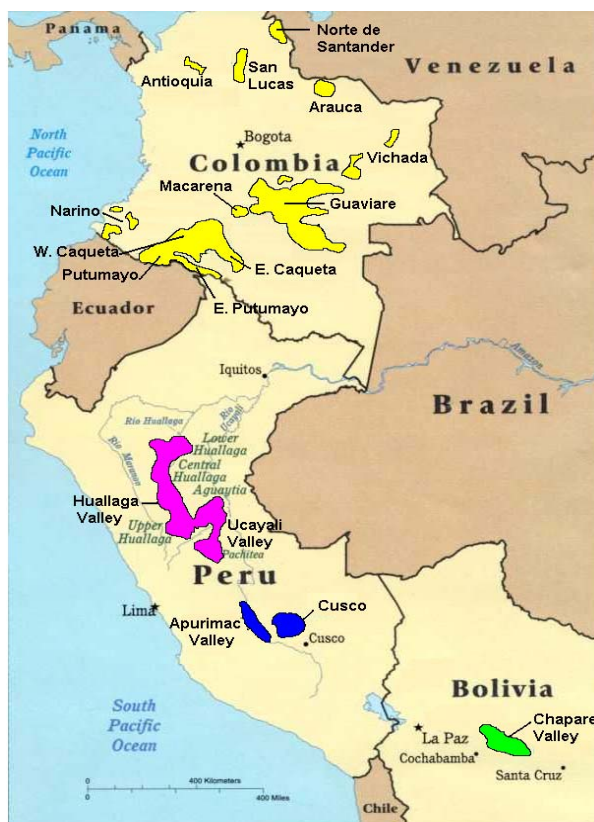 Panama
Norte de
Santander
Venezuela
Antioquia
San
Lucas
Arauca
North
Pacific
Ocean
Bogota
Colombia
Vichada
Macarena
Guaviare
Narino
W. Caqueta
Putumayo
E. Caqueta
E. Putumayo
Ecuador
Amazon
Iquitos
Brazil
Rio Huallaga
Rio
Ucayali
Rio Maranon
Lower
Huallaga
Central
Huallaga
Aguaytia
Huallaga
Valley
Upper
Huallaga
Ucayali
Valley
Pachitea
Peru
Lima
Apurimac
Valley
Cusco
Cusco
South
Pacific
Ocean
Bolivia
Chapare
Valley
La Paz
Cochabamba
Santa Cruz
0
400 Kilometers
0
400 Miles
Chile